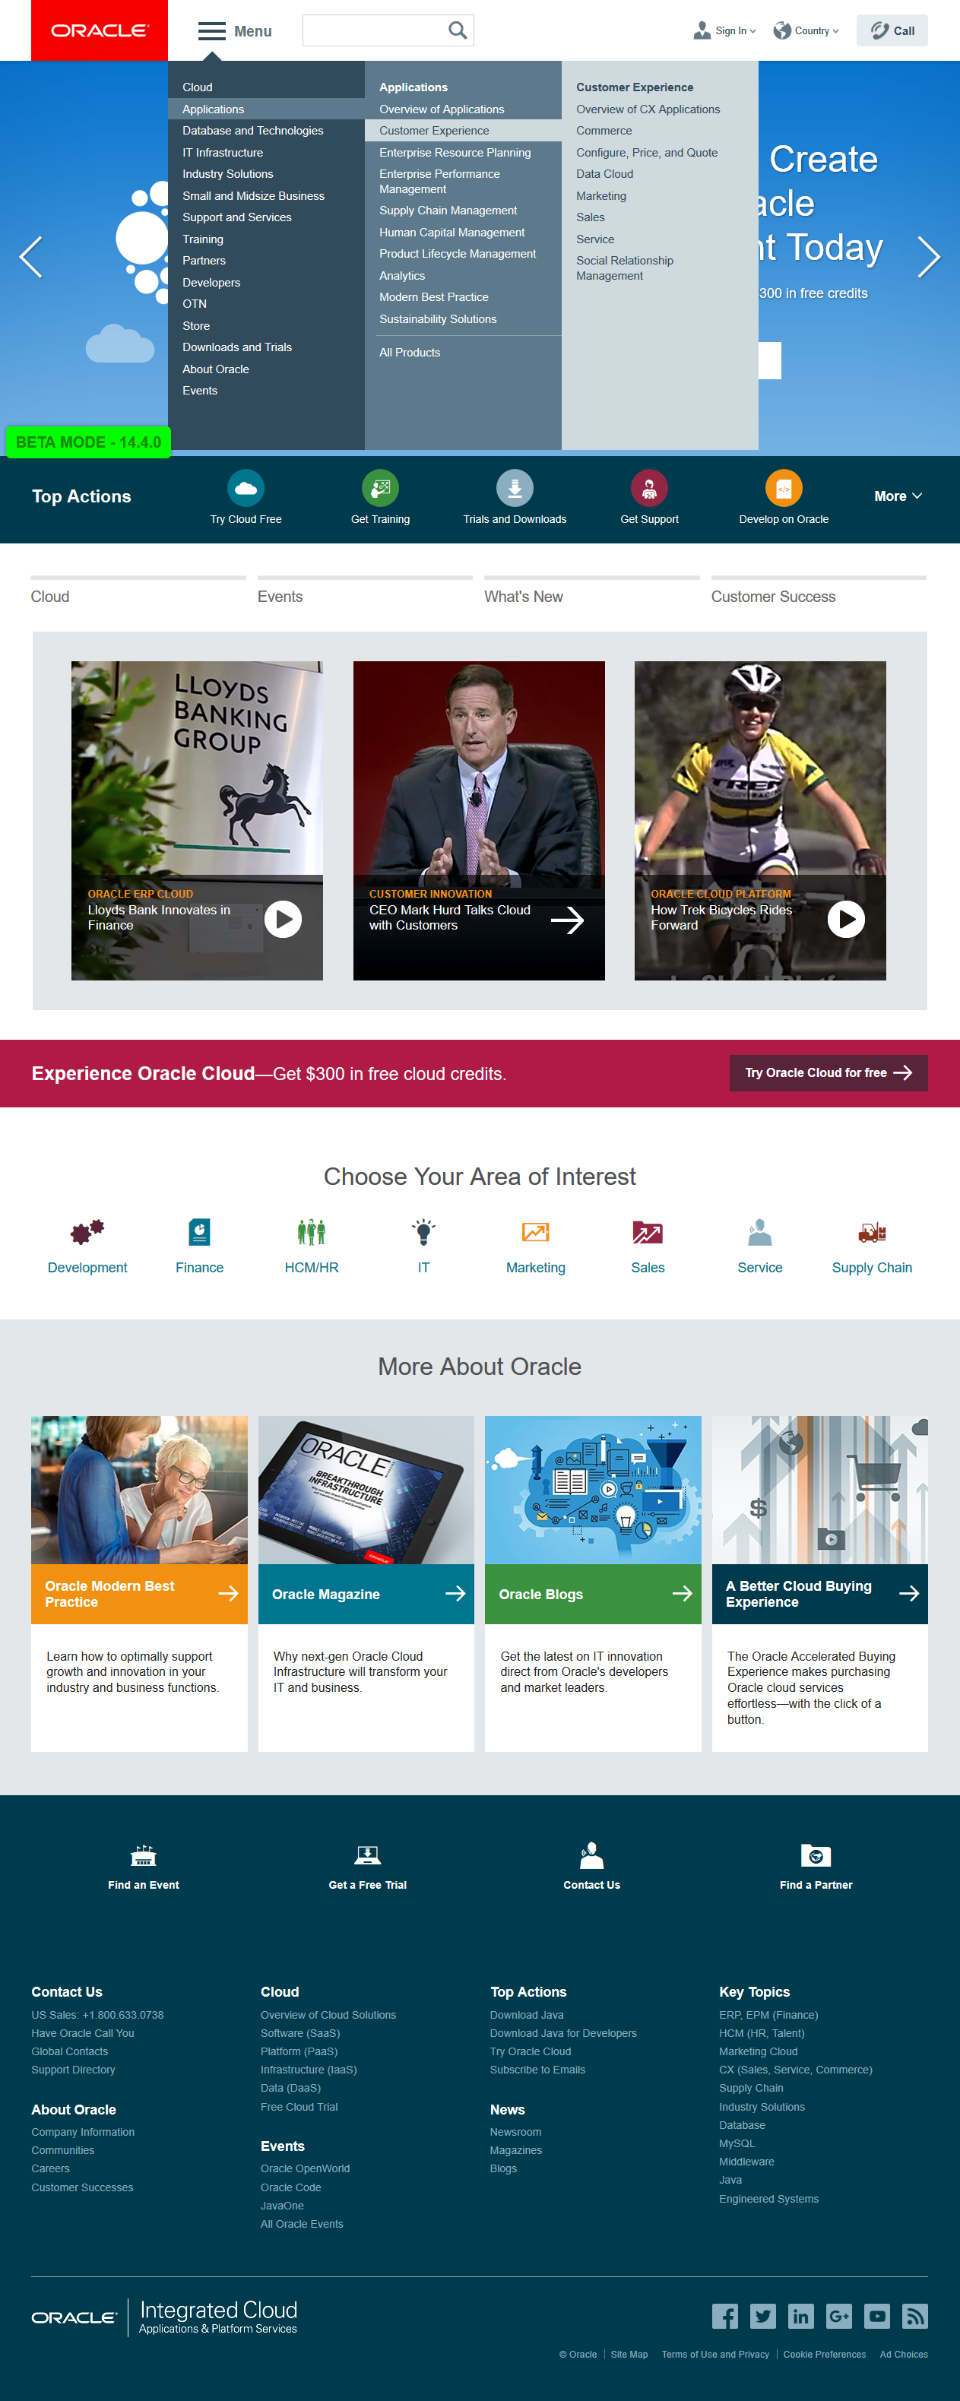 ORACLE
Menu
Sign In
Country
Call
Cloud
Applications
Database and Technologies
IT Infrastructure
Industry Solutions
Small and Midsize Business
Support and Services
Training
Partners
Developers
OTN
Store
Downloads and Trials
About Oracle
Events
Applications
Overview of Applications
Customer Experience
Enterprise Resource Planning
Enterprise Performance
Management
Supply Chain Management
Human Capital Management
Product Lifecycle Management
Analytics
Modern Best Practice
Sustainability Solutions
All Products
Customer Experience
Overview of CX Applications
Commerce
Configure, Price, and Quote
Data Cloud
Marketing
Sales
Service
Social Relationship
Management
Create
acle
nt Today
300 in free credits
BETA MODE - 14.4.0
Top Actions
Try Cloud Free
Get Training
Trials and Downloads
Get Support
Develop on Oracle
More
Cloud
Events
What's New
Customer Success
LLOYDS
BANKING
GROUP
ORACLE ERP CLOUD
Lloyds Bank Innovates in
Finance
CUSTOMER INNOVATION
CEO Mark Hurd Talks Cloud
with Customers
TREK
ORACLE CLOUD PLATFORM
How Trek Bicycles Rides
Forward
Experience Oracle Cloud—Get $300 in free cloud credits.
Try Oracle Cloud for free
Choose Your Area of Interest
Development
Finance
HCM/HR
IT
Marketing
Sales
Service
Supply Chain
More About Oracle
ORACLE
BREAKTHROUGH
INFRASTRUCTURE
$
Oracle Modern Best
Practice
Learn how to optimally support
growth and innovation in your
industry and business functions.
Oracle Magazine
Why next-gen Oracle Cloud
Infrastructure will transform your
IT and business.
Oracle Blogs
Get the latest on IT innovation
direct from Oracle's developers
and market leaders.
A Better Cloud Buying
Experience
The Oracle Accelerated Buying
Experience makes purchasing
Oracle cloud services
effortless—with the click of a
button.
Find an Event
Get a Free Trial
Contact Us
Find a Partner
Contact Us
US Sales: +1.800.633.0738
Have Oracle Call You
Global Contacts
Support Directory
About Oracle
Company Information
Communities
Careers
Customer Successes
Cloud
Overview of Cloud Solutions
Software (SaaS)
Platform (PaaS)
Infrastructure (IaaS)
Data (DaaS)
Free Cloud Trial
Events
Oracle OpenWorld
Oracle Code
JavaOne
All Oracle Events
Top Actions
Download Java
Download Java for Developers
Try Oracle Cloud
Subscribe to Emails
News
Newsroom
Magazines
Blogs
Key Topics
ERP, EPM (Finance)
HCM (HR, Talent)
Marketing Cloud
CX (Sales, Service, Commerce)
Supply Chain
Industry Solutions
Database
MySQL
Middleware
Java
Engineered Systems
ORACLE
Integrated Cloud
Applications & Platform Services
© Oracle
Site Map
Terms of Use and Privacy
Cookie Preferences
Ad Choices